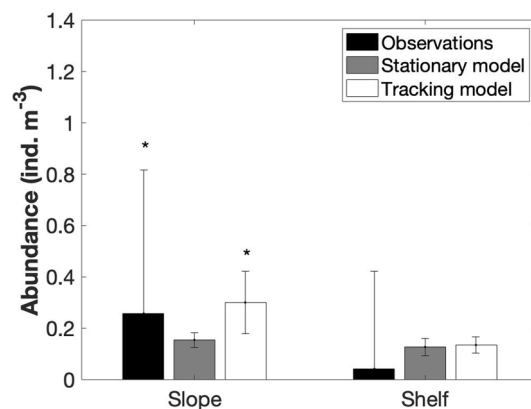 Abundance (ind. m-3)
1.4
1.2
1
0.8
0.6
0.4
0.2
0
Observations
Stationary model
Tracking model
*
*
Slope
Shelf